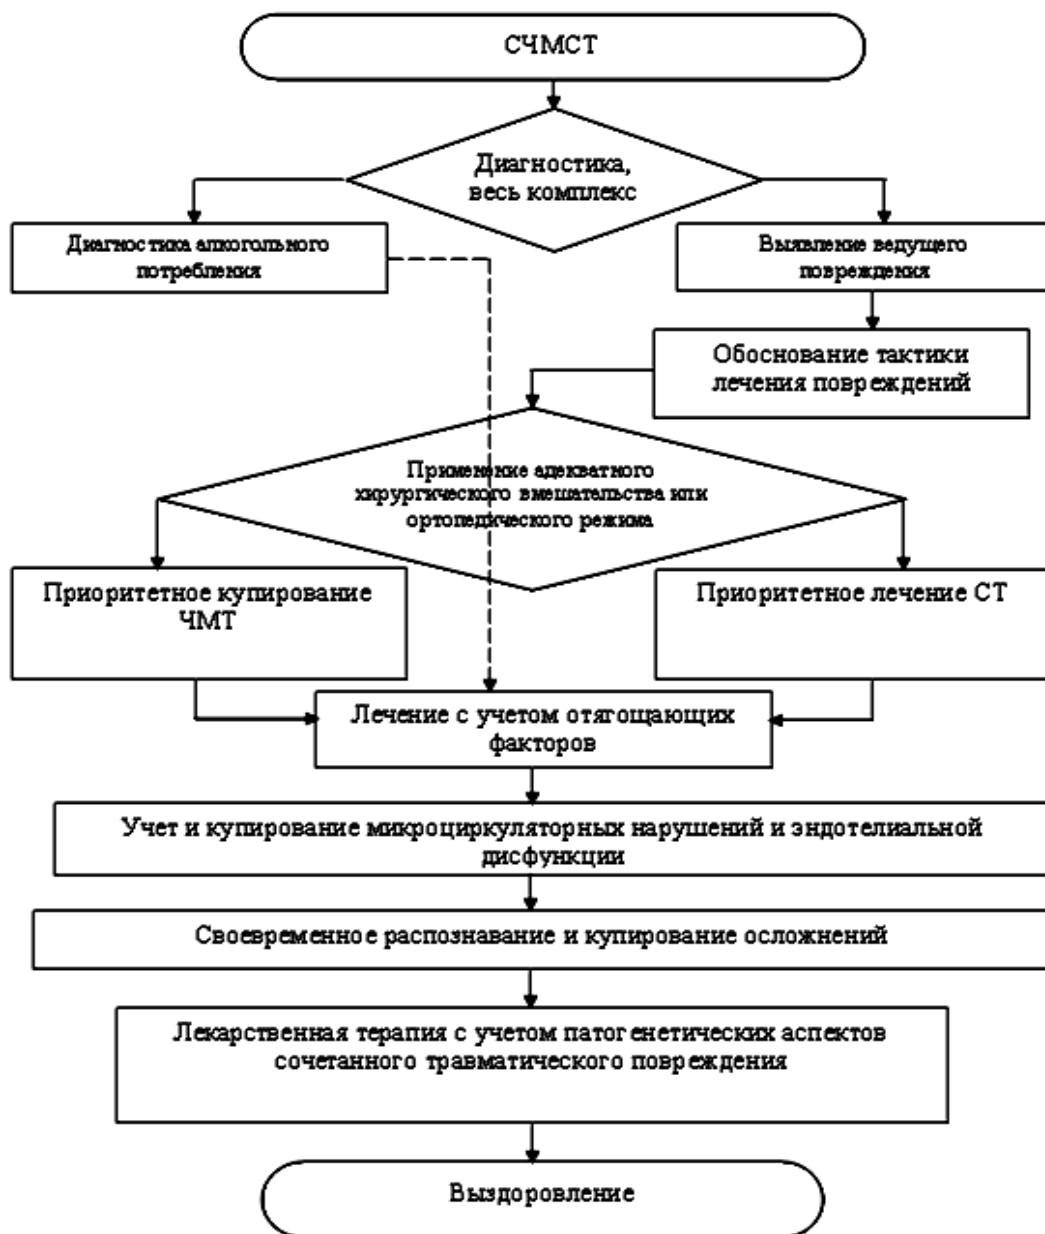 СЧМСТ
Диагностика,
весь комплекс
Диагностика алкогольного
потребления
Выявление ведущего
повреждения
Обоснование тактики
лечения повреждений
Применение адекватного
хирургического вмешательства или
ортопедического режима
Приоритетное купирование
ЧМТ
Приоритетное лечение СТ
Лечение с учетом отягощающих
факторов
Учет и купирование микроциркуляторных нарушений и эндотелиальной
дисфункции
Своевременное распознавание и купирование осложнений
Лекарственная терапия с учетом патогенетических аспектов
сочетанного травматического повреждения
Выздоровление